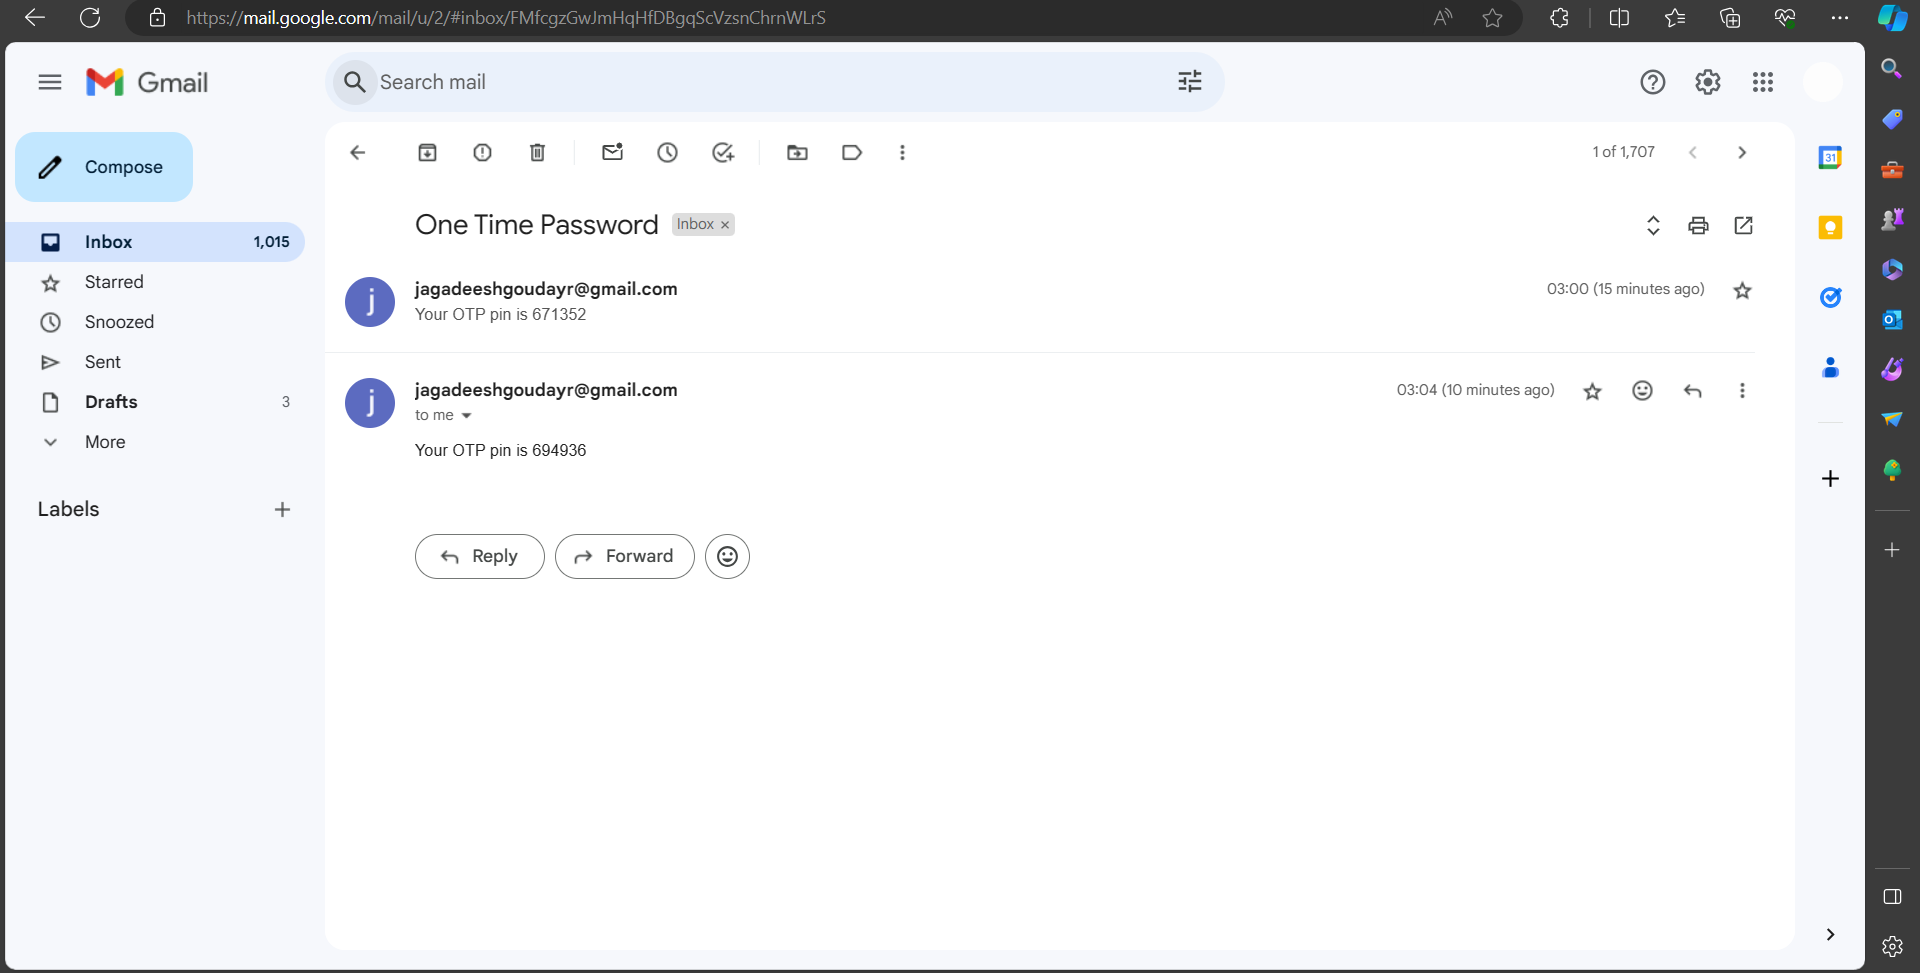 https://mail.google.com/mail/u/2/#inbox/FMfcgzGwJmHqHfDBgqScVzsnChrnWLrS
Gmail
Search mail
Compose
1 of 1,707
One Time Password Inbox ×
Inbox 1,015
Starred
Snoozed
Sent
Drafts 3
More
Labels
jagadeeshgoudayr@gmail.com 03:00 (15 minutes ago)
Your OTP pin is 671352
jagadeeshgoudayr@gmail.com 03:04 (10 minutes ago)
to me
Your OTP pin is 694936
Reply Forward
31